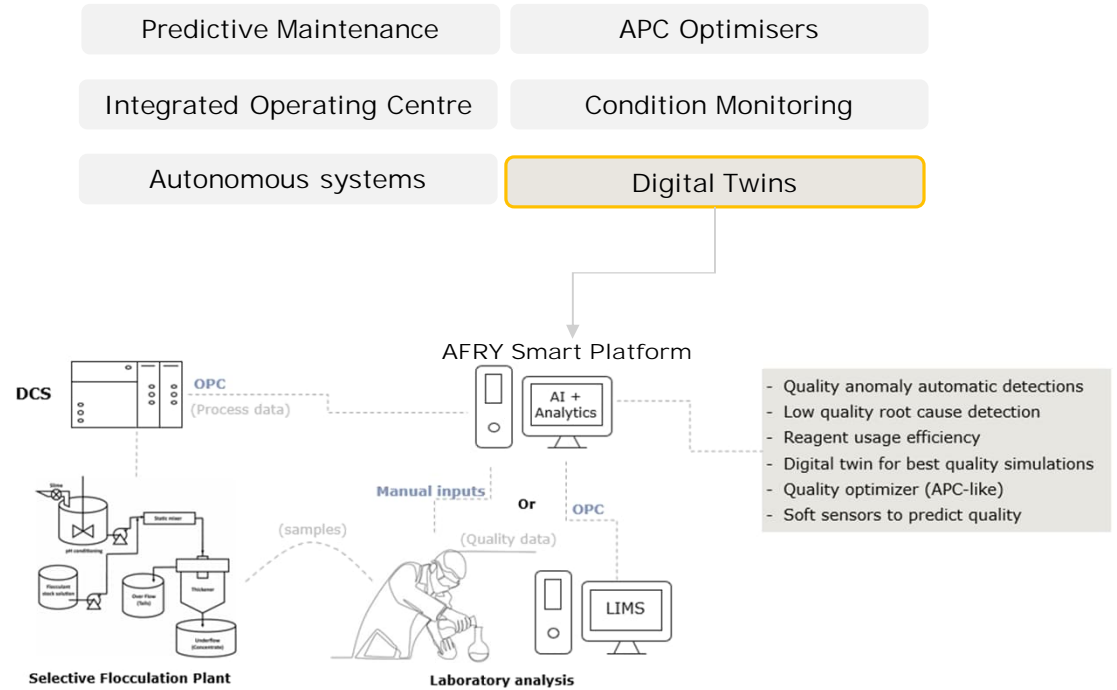 Predictive Maintenance
APC Optimisers
Integrated Operating Centre
Condition Monitoring
Autonomous systems
Digital Twins
AFRY Smart Platform
DCS
OPC
(Process data)
AI +
Analytics
- Quality anomaly automatic detections
- Low quality root cause detection
- Reagent usage efficiency
- Digital twin for best quality simulations
- Quality optimizer (APC-like)
- Soft sensors to predict quality
Manual inputs
Or
OPC
(samples)
(Quality data)
Slime
Static mixer
pH conditioning
Flocculant
stock solution
Over Flow
(Tails)
Thickener
Underflow
(Concentrate)
LIMS
Selective Flocculation Plant
Laboratory analysis